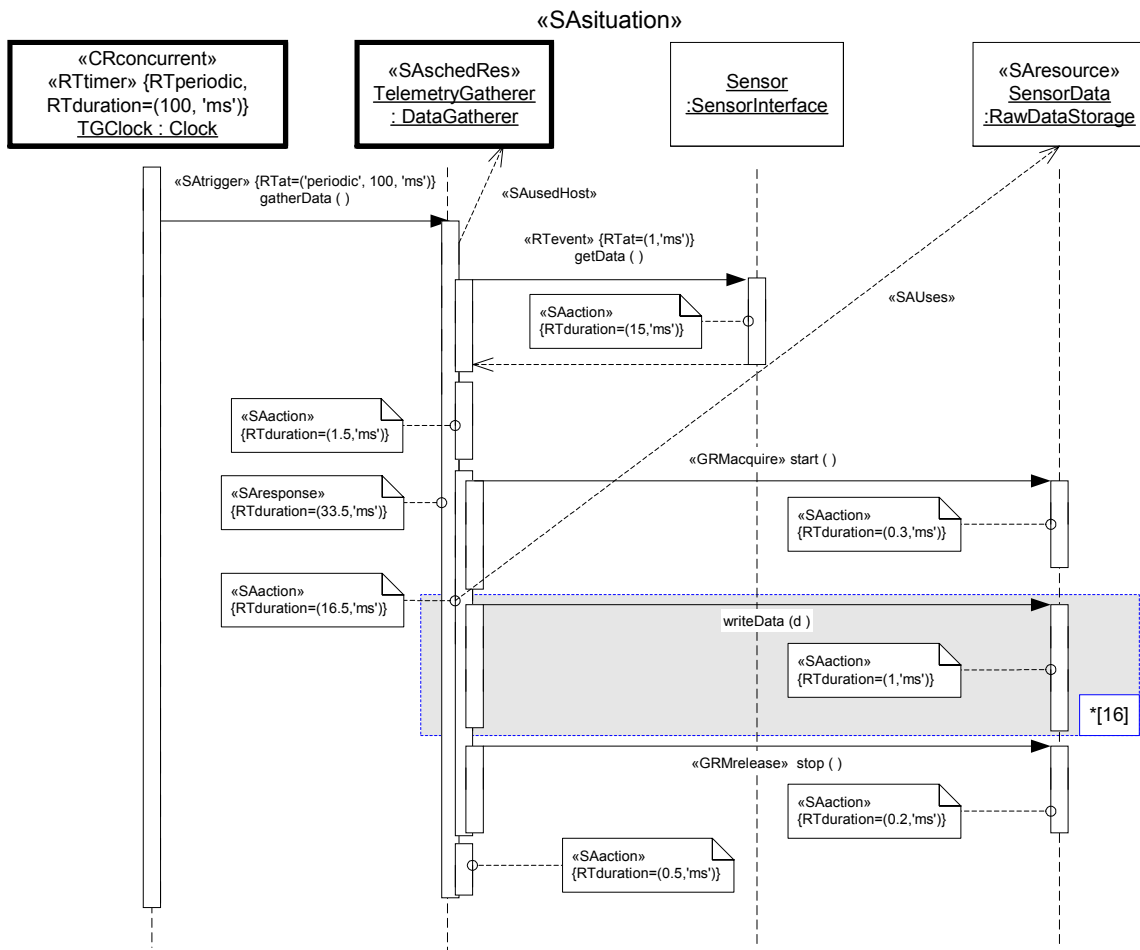 «SAsituation»
«CRconcurrent»
«RTtimer» {RTperiodic,
RTduration=(100, 'ms')}
TGClock : Clock
«SAschedRes»
TelemetryGatherer
: DataGatherer
Sensor
:SensorInterface
«SAresource»
SensorData
:RawDataStorage
«SAtrigger» {RTat=('periodic', 100, 'ms')}
gatherData ( )
«SAusedHost»
«RTevent» {RTat=(1,'ms')}
getData ( )
«SAUses»
«SAaction»
{RTduration=(15,'ms')}
«SAaction»
{RTduration=(1.5,'ms')}
«GRMacquire» start ( )
«SAresponse»
{RTduration=(33.5,'ms')}
«SAaction»
{RTduration=(0.3,'ms')}
«SAaction»
{RTduration=(16.5,'ms')}
writeData (d )
«SAaction»
{RTduration=(1,'ms')}
*[16]
«GRMrelease» stop ( )
«SAaction»
{RTduration=(0.2,'ms')}
«SAaction»
{RTduration=(0.5,'ms')}